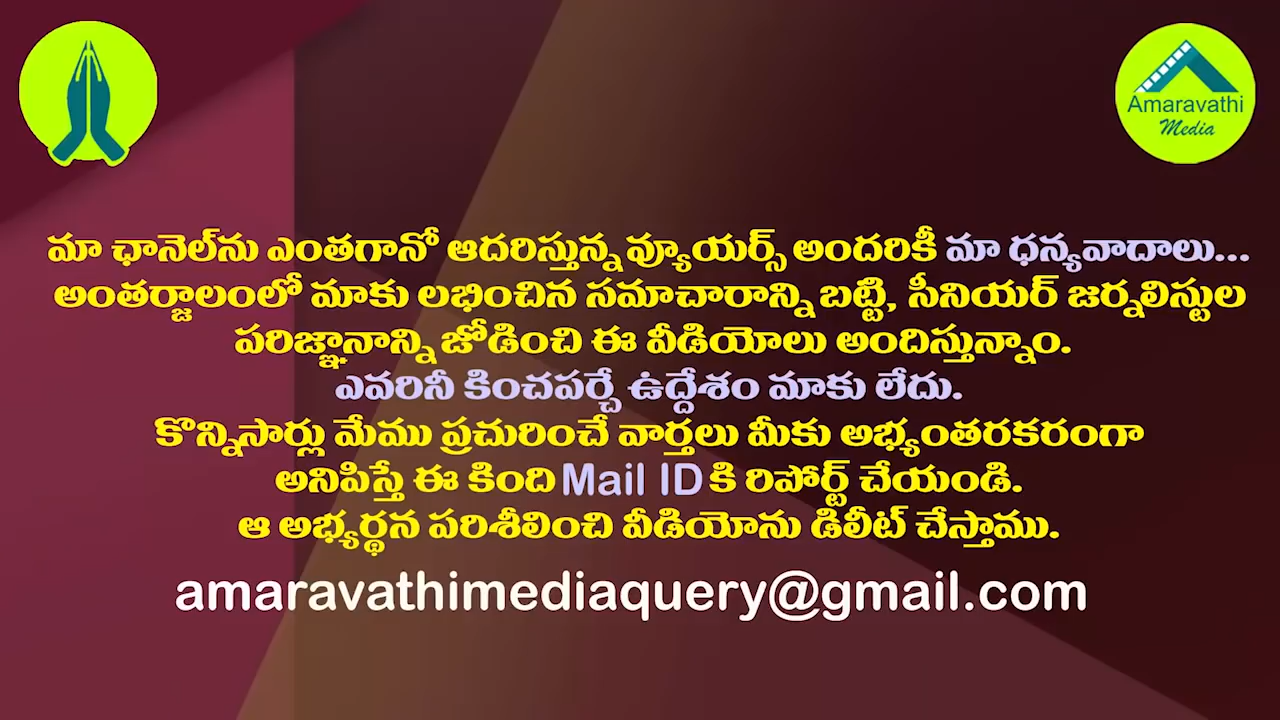 Amaravathi
Media
మా ఛానెల్‌ను ఎంతగానో ఆదరిస్తున్న వ్యూయర్స్ అందరికీ మా ధన్యవాదాలు...
అంతర్జాలంలో మాకు లభించిన సమాచారాన్ని బట్టి, సీనియర్ జర్నలిస్టుల
పరిజ్ఞానాన్ని జోడించి ఈ వీడియోలు అందిస్తున్నాం.
ఎవరినీ కించపర్చే ఉద్దేశం మాకు లేదు.
కొన్నిసార్లు మేము ప్రచురించే వార్తలు మీకు అభ్యంతరకరంగా
అనిపిస్తే ఈ కింది Mail ID కి రిపోర్ట్ చేయండి.
ఆ అభ్యర్థన పరిశీలించి వీడియోను డిలీట్ చేస్తాము.
amaravathimediaquery@gmail.com